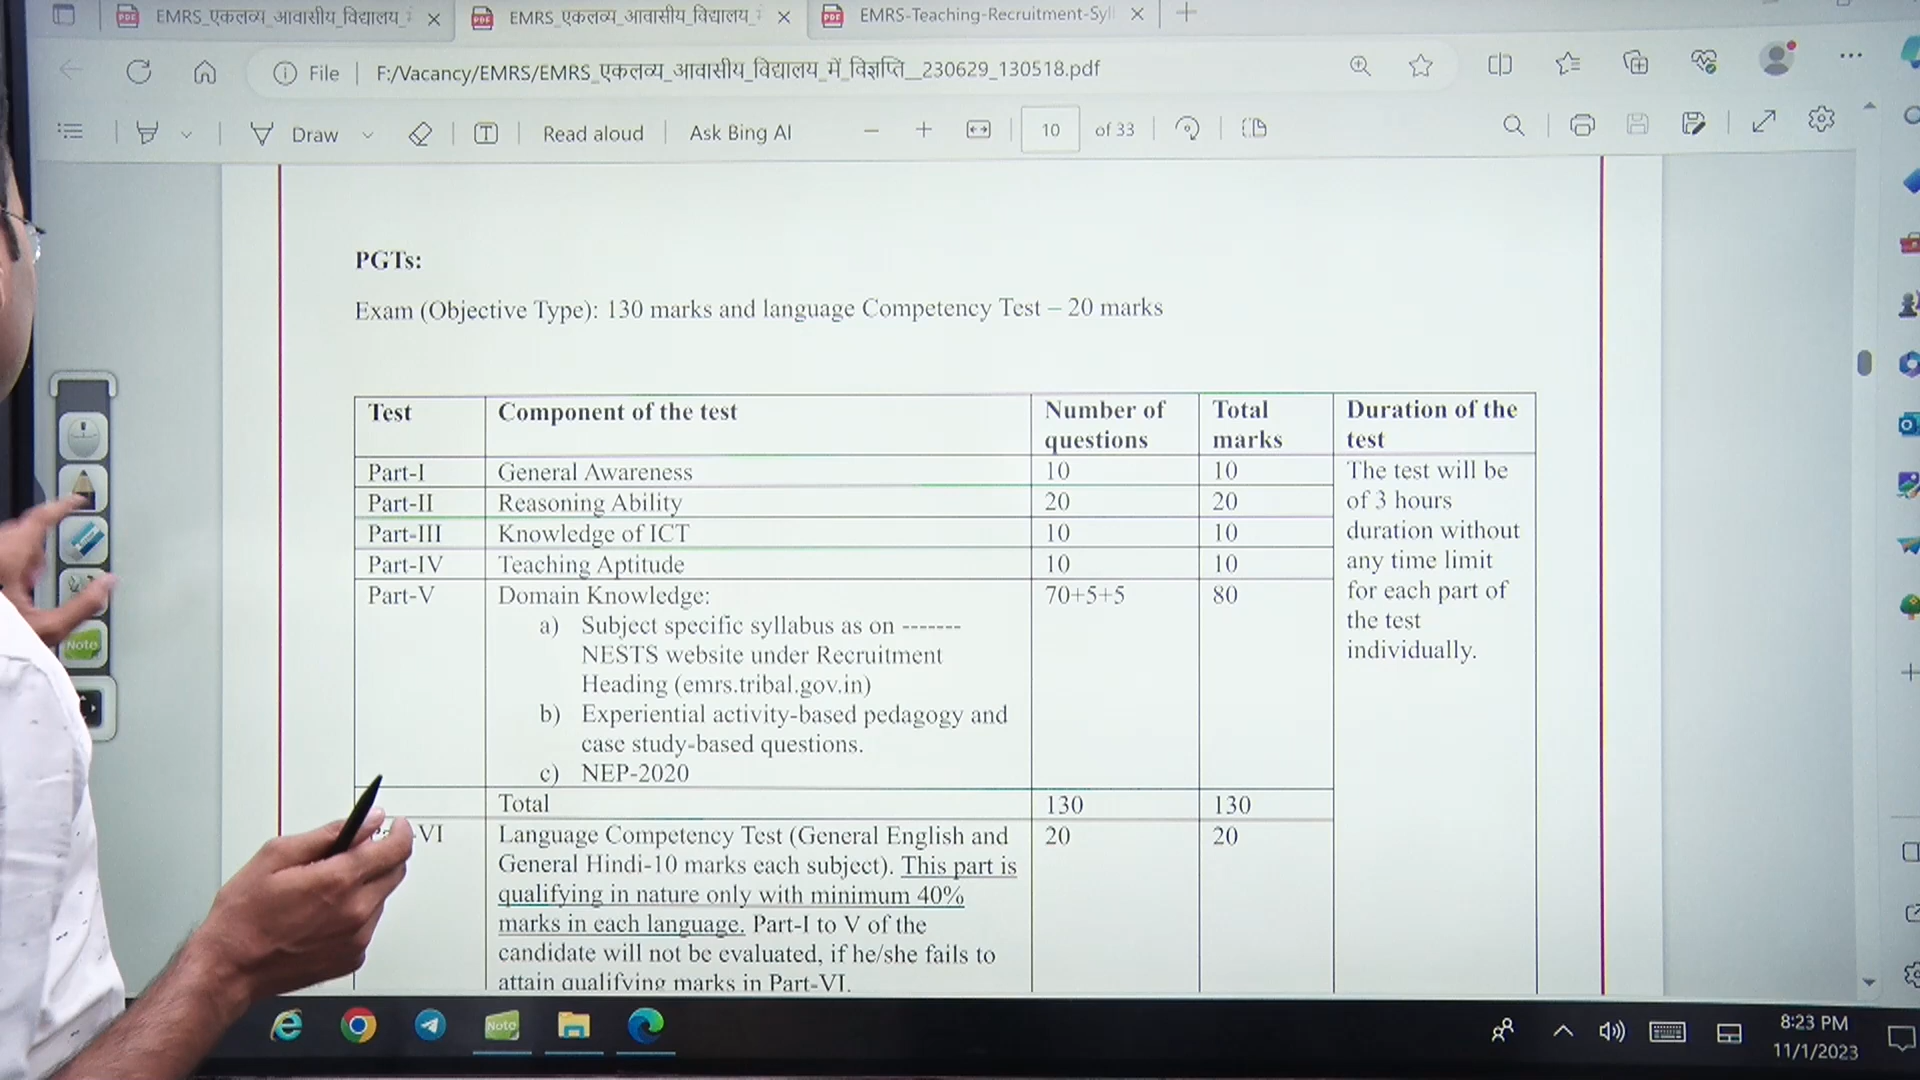 EMRS_एकलव्य_आवासीय_विद्यालय_
EMRS_एकलव्य_आवासीय_विद्यालय_
EMRS-Teaching-Recruitment-Syl
File
F:/Vacancy/EMRS/EMRS_एकलव्य_आवासीय_विद्यालय_में_विज्ञप्ति__230629_130518.pdf
Draw
Read aloud
Ask Bing AI
10 of 33
PGTs:
Exam (Objective Type): 130 marks and language Competency Test – 20 marks
Test Component of the test Number of questions Total marks Duration of the test
Part-I General Awareness 10 10 The test will be
Part-II Reasoning Ability 20 20 of 3 hours
Part-III Knowledge of ICT 10 10 duration without
Part-IV Teaching Aptitude 10 10 any time limit
Part-V Domain Knowledge: 70+5+5 80 for each part of
a) Subject specific syllabus as on ------- the test
NESTS website under Recruitment individually.
Heading (emrs.tribal.gov.in)
b) Experiential activity-based pedagogy and
case study-based questions.
c) NEP-2020
Total 130 130
VI Language Competency Test (General English and 20 20
General Hindi-10 marks each subject). This part is
qualifying in nature only with minimum 40%
marks in each language. Part-I to V of the
candidate will not be evaluated, if he/she fails to
attain qualifying marks in Part-VI.
Note
Note
8:23 PM
11/1/2023